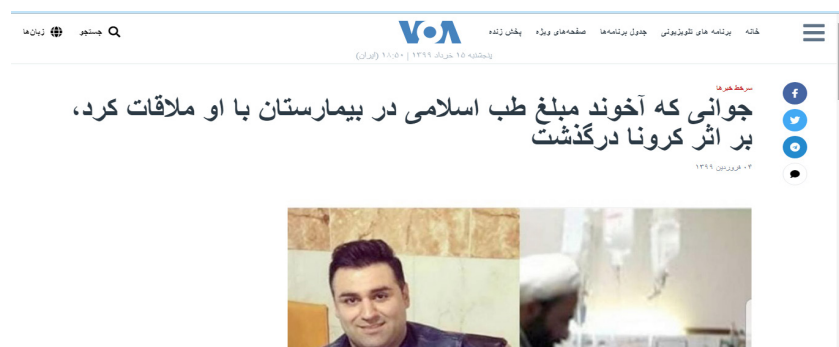 خانه برنامه های تلویزیونی جدول برنامه‌ها صفحه‌های ویژه پخش زنده VOA جستجو زبان‌ها
پنجشنبه ۱۵ خرداد ۱۳۹۹ | ۱۸:۵۰ (ایران)
سرخط خبرها
جوانی که آخوند مبلغ طب اسلامی در بیمارستان با او ملاقات کرد،
بر اثر کرونا درگذشت
۰۴ فروردین ۱۳۹۹